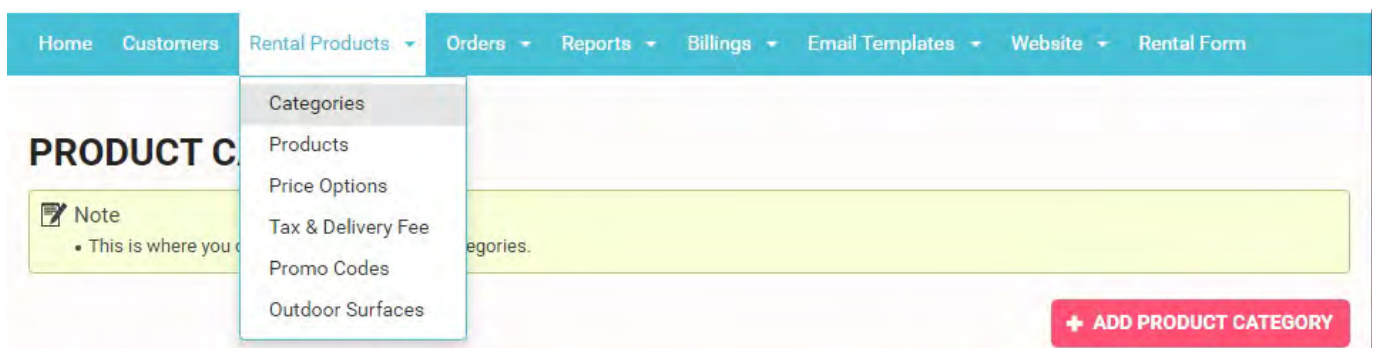 Home Customers Rental Products Orders Reports Billings Email Templates Website Rental Form
Categories
Products
Price Options
Tax & Delivery Fee
Promo Codes
Outdoor Surfaces
PRODUCT
Note
• This is where you
+ ADD PRODUCT CATEGORY